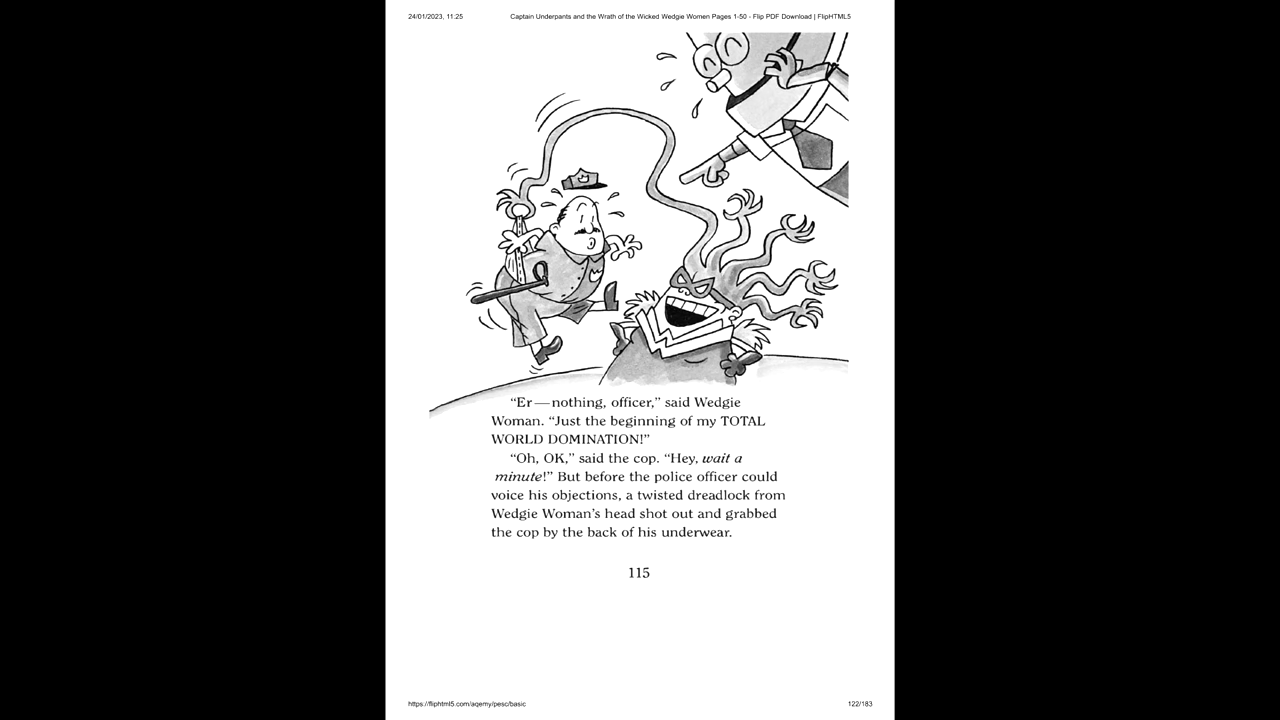 24/01/2023, 11:25
Captain Underpants and the Wrath of the Wicked Wedgie Women Pages 1-50 - Flip PDF Download | FlipHTML5
“Er — nothing, officer,” said Wedgie
Woman. “Just the beginning of my TOTAL
WORLD DOMINATION!”
“Oh, OK,” said the cop. “Hey, wait a
minute!” But before the police officer could
voice his objections, a twisted dreadlock from
Wedgie Woman’s head shot out and grabbed
the cop by the back of his underwear.
115
https://fliphtml5.com/aqemy/pesc/basic
122/183